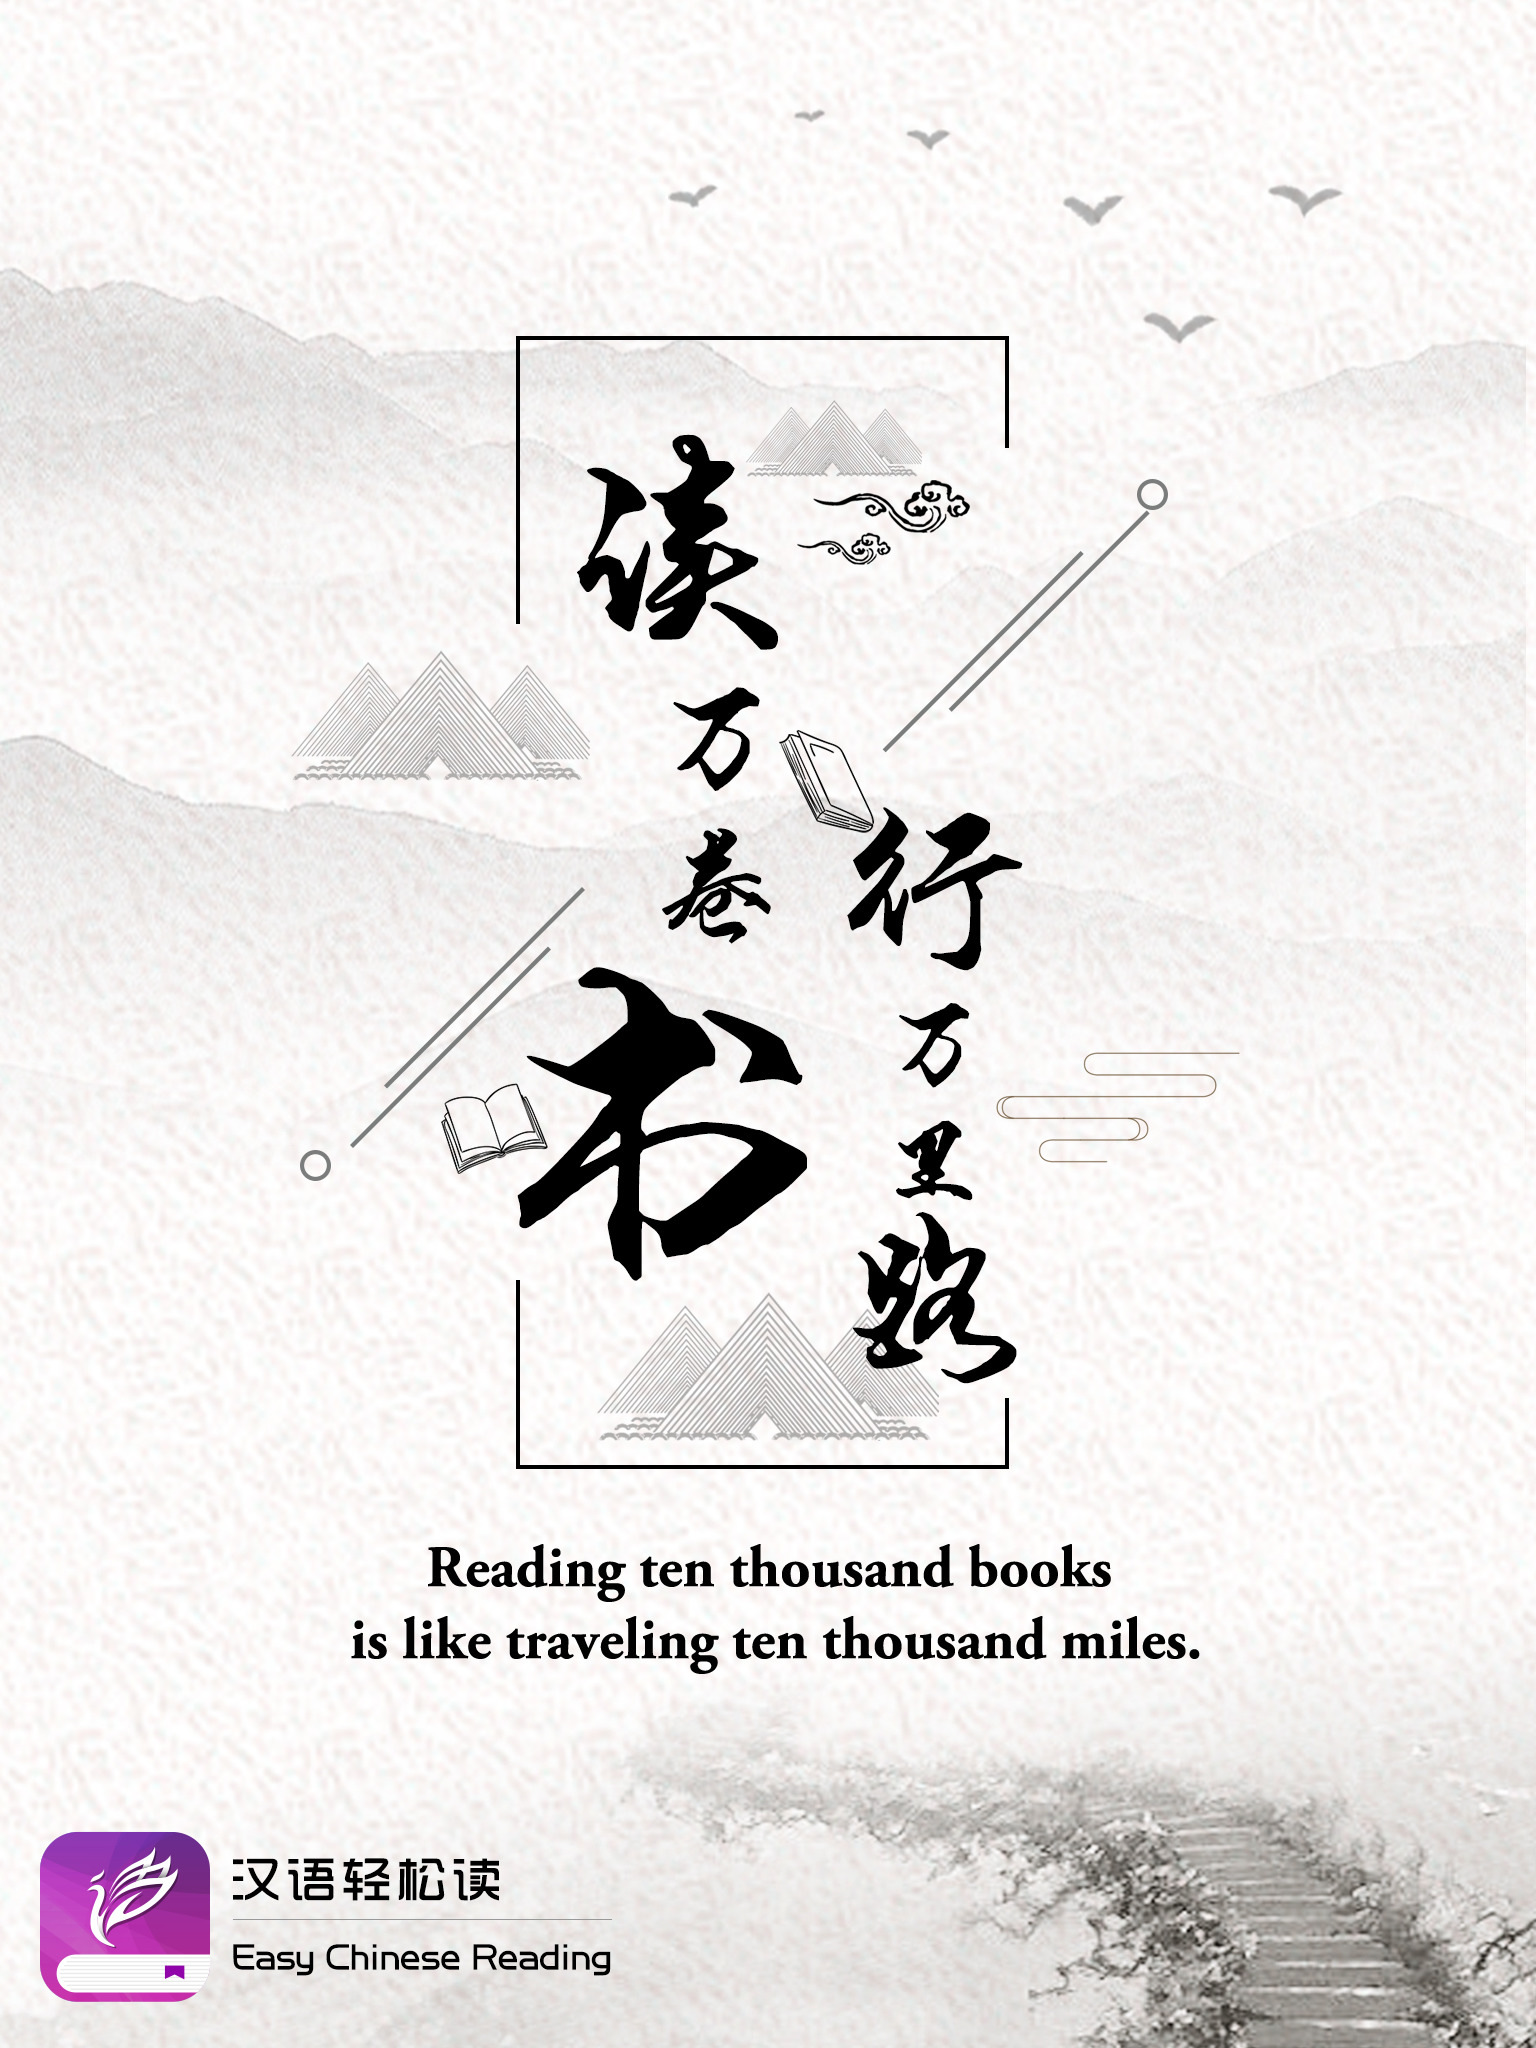 读万卷书
行万里路
Reading ten thousand books
is like traveling ten thousand miles.
汉语轻松读
Easy Chinese Reading